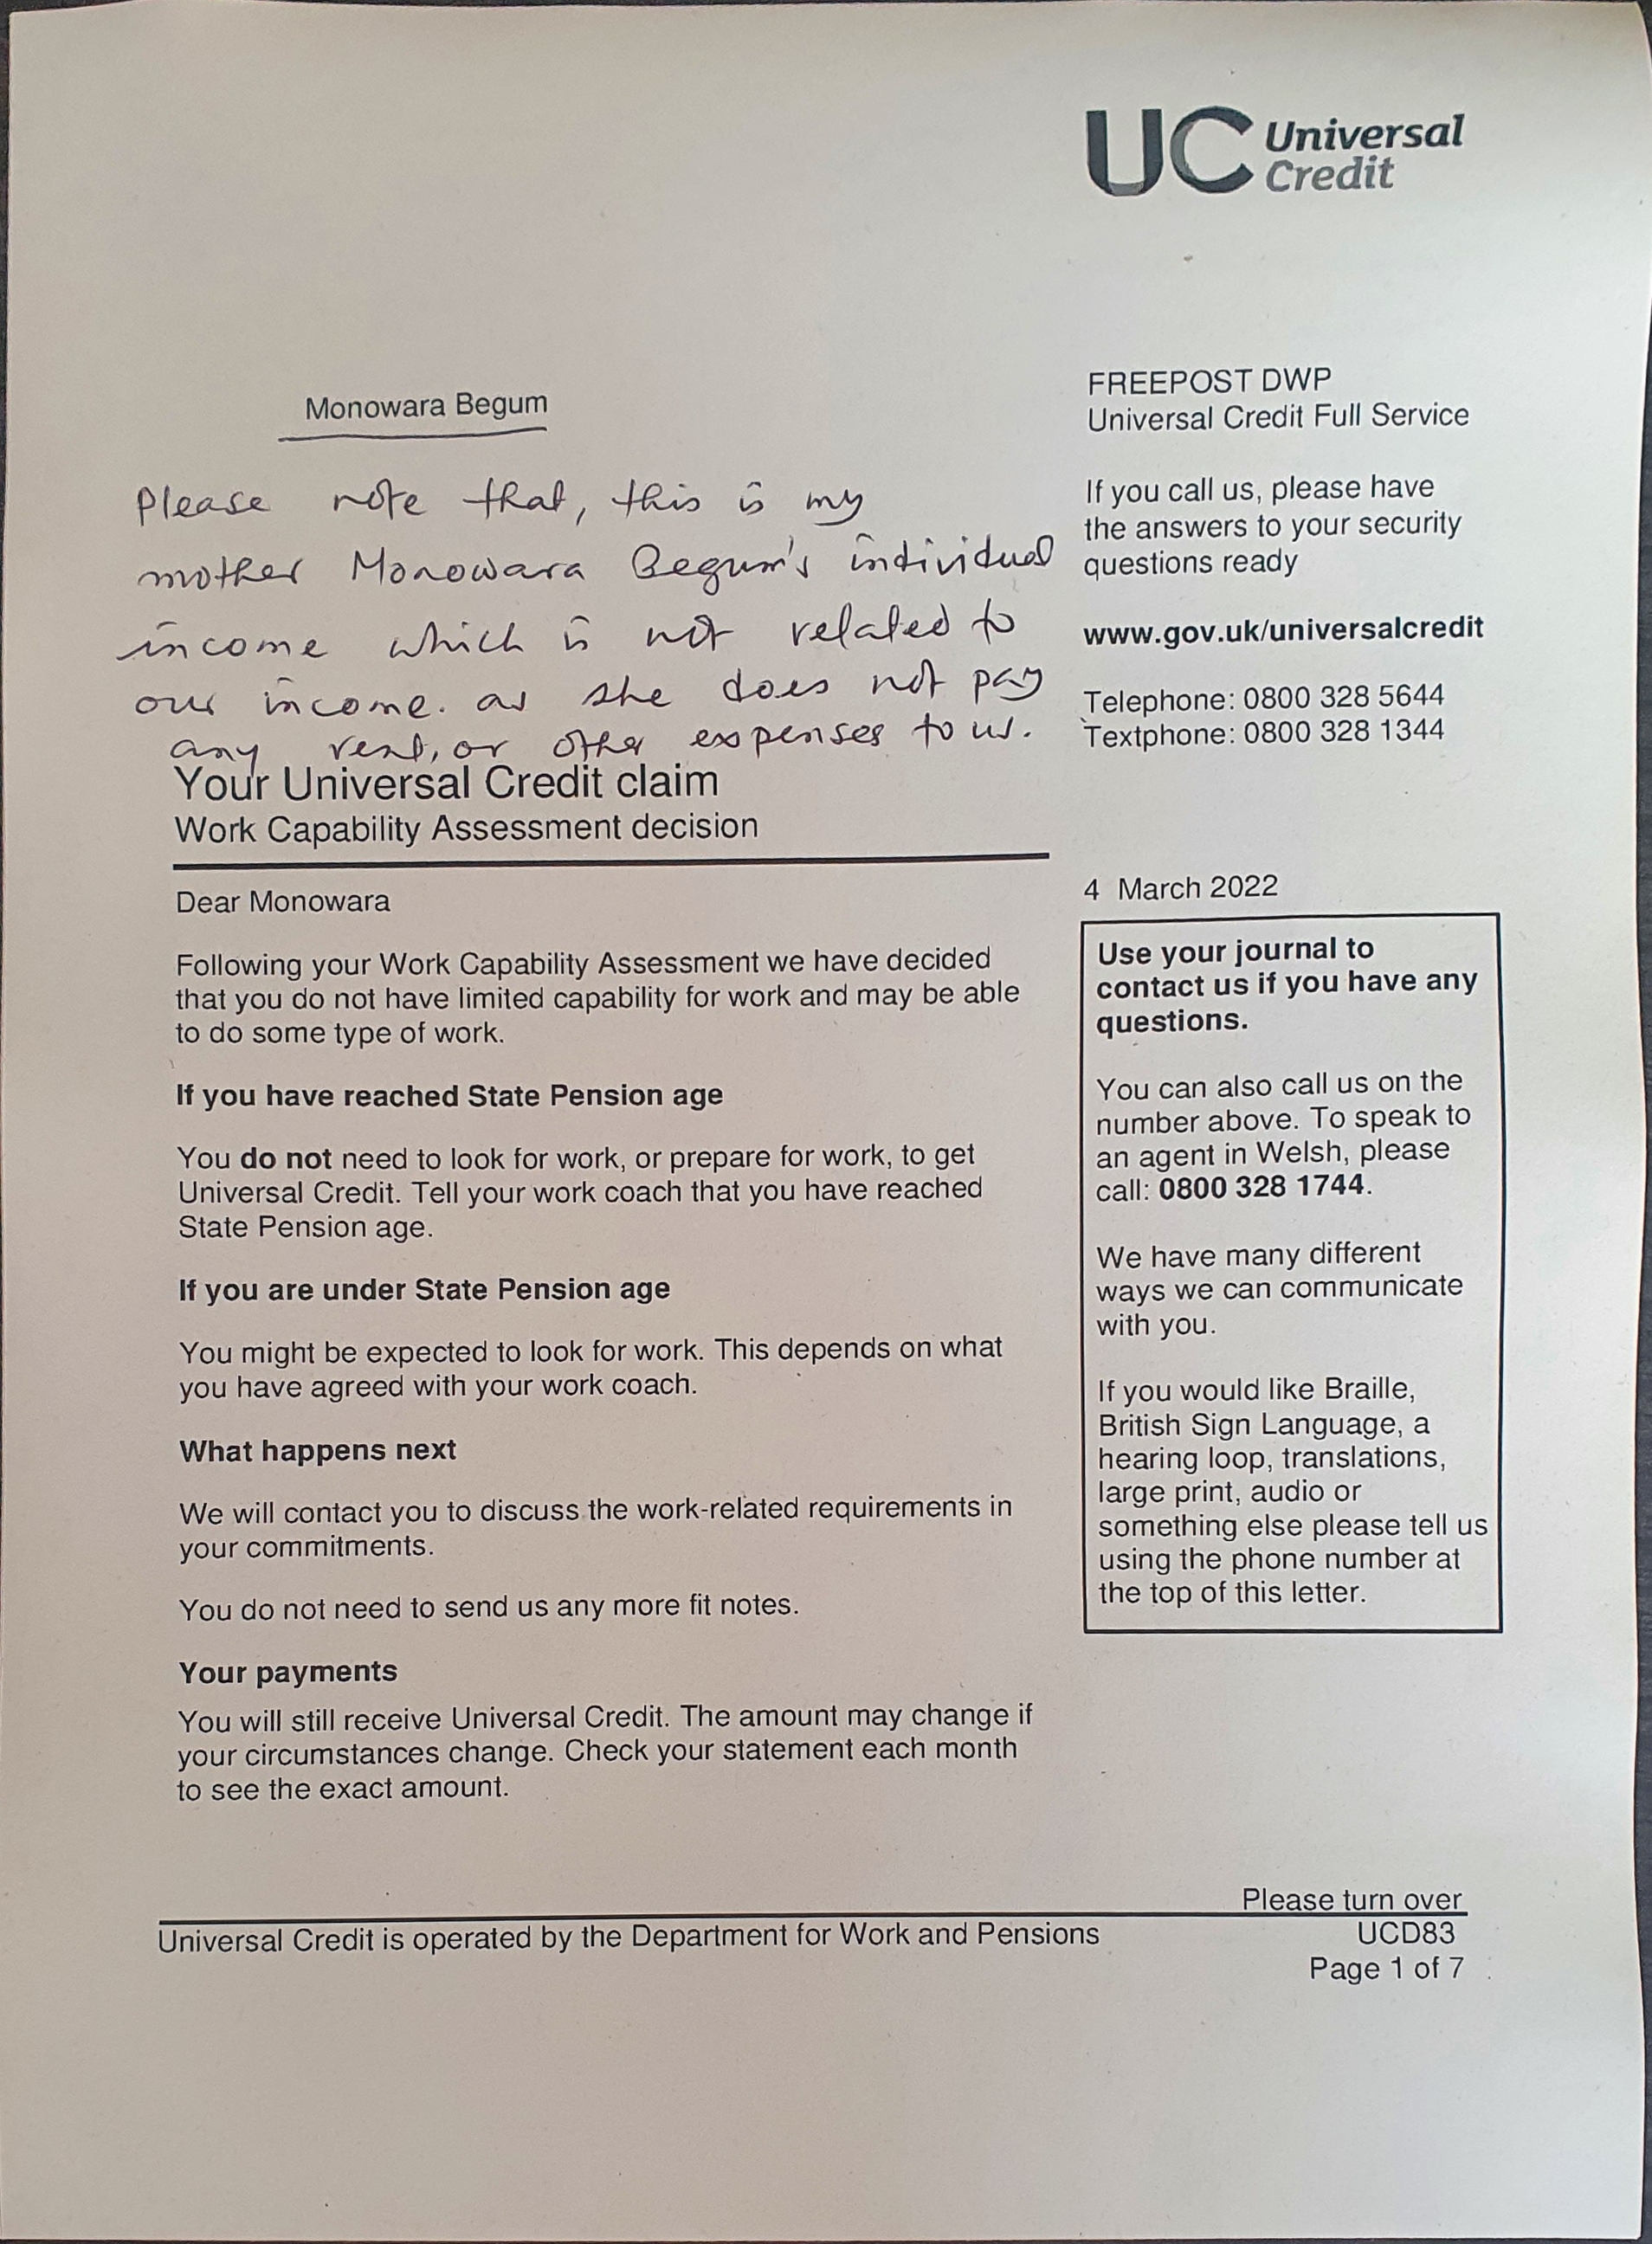 UC Universal
Credit
Monowara Begum
Please note that, this is my
mother Monowara Begum's individual
income which is not related to
our income. as she does not pay
any rent, or other expenses to us.
FREEPOST DWP
Universal Credit Full Service
If you call us, please have
the answers to your security
questions ready
www.gov.uk/universalcredit
Telephone: 0800 328 5644
Textphone: 0800 328 1344
Your Universal Credit claim
Work Capability Assessment decision
Dear Monowara
Following your Work Capability Assessment we have decided
that you do not have limited capability for work and may be able
to do some type of work.
If you have reached State Pension age
You do not need to look for work, or prepare for work, to get
Universal Credit. Tell your work coach that you have reached
State Pension age.
If you are under State Pension age
You might be expected to look for work. This depends on what
you have agreed with your work coach.
What happens next
We will contact you to discuss the work-related requirements in
your commitments.
You do not need to send us any more fit notes.
Your payments
You will still receive Universal Credit. The amount may change if
your circumstances change. Check your statement each month
to see the exact amount.
4 March 2022
Use your journal to
contact us if you have any
questions.
You can also call us on the
number above. To speak to
an agent in Welsh, please
call: 0800 328 1744.
We have many different
ways we can communicate
with you.
If you would like Braille,
British Sign Language, a
hearing loop, translations,
large print, audio or
something else please tell us
using the phone number at
the top of this letter.
Please turn over
Universal Credit is operated by the Department for Work and Pensions
UCD83
Page 1 of 7